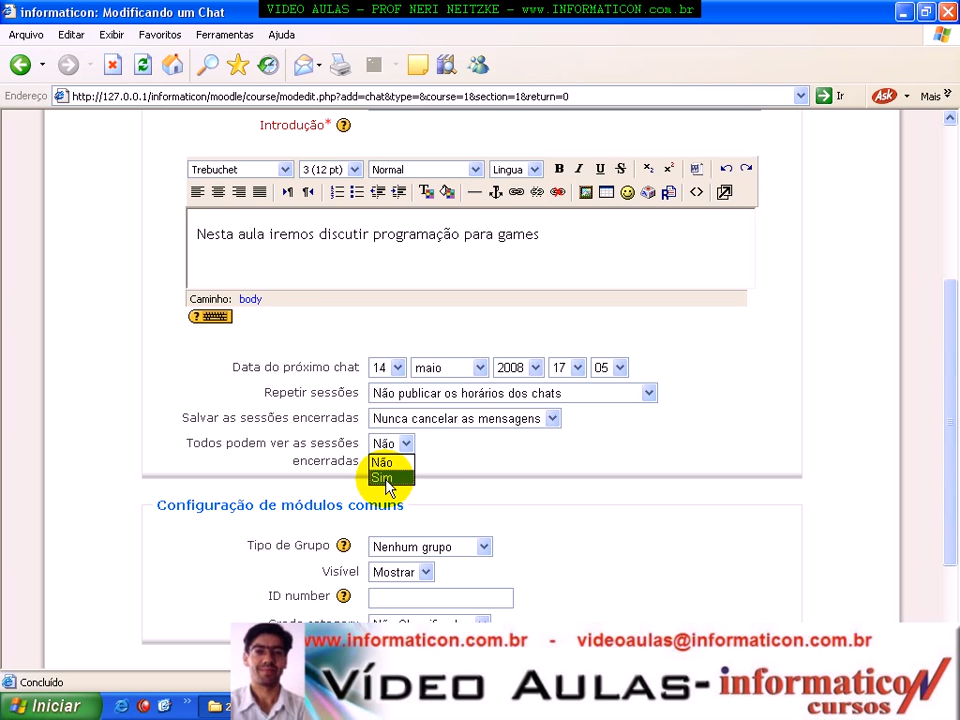 informaticon: Modificando um Chat
VIDEO AULAS - PROF NERI NEITZKE - www.INFORMATICON.com.br
Arquivo Editar Exibir Favoritos Ferramentas Ajuda
Endereço http://127.0.0.1/informaticon/moodle/course/modedit.php?add=chat&type=&course=1&section=1&return=0 Ir Ask Mais
Introdução*
Trebuchet 3 (12 pt) Normal Lingua B I U S
Nesta aula iremos discutir programação para games
Caminho: body
Data do próximo chat 14 maio 2008 17 05
Repetir sessões Não publicar os horários dos chats
Salvar as sessões encerradas Nunca cancelar as mensagens
Todos podem ver as sessões encerradas Não
Não
Sim
Configuração de módulos comuns
Tipo de Grupo Nenhum grupo
Visível Mostrar
ID number
www.informaticon.com.br - videoaulas@informaticon.com.br
Concluído
VÍDEO AULAS- informaticon
cursos
Iniciar 2